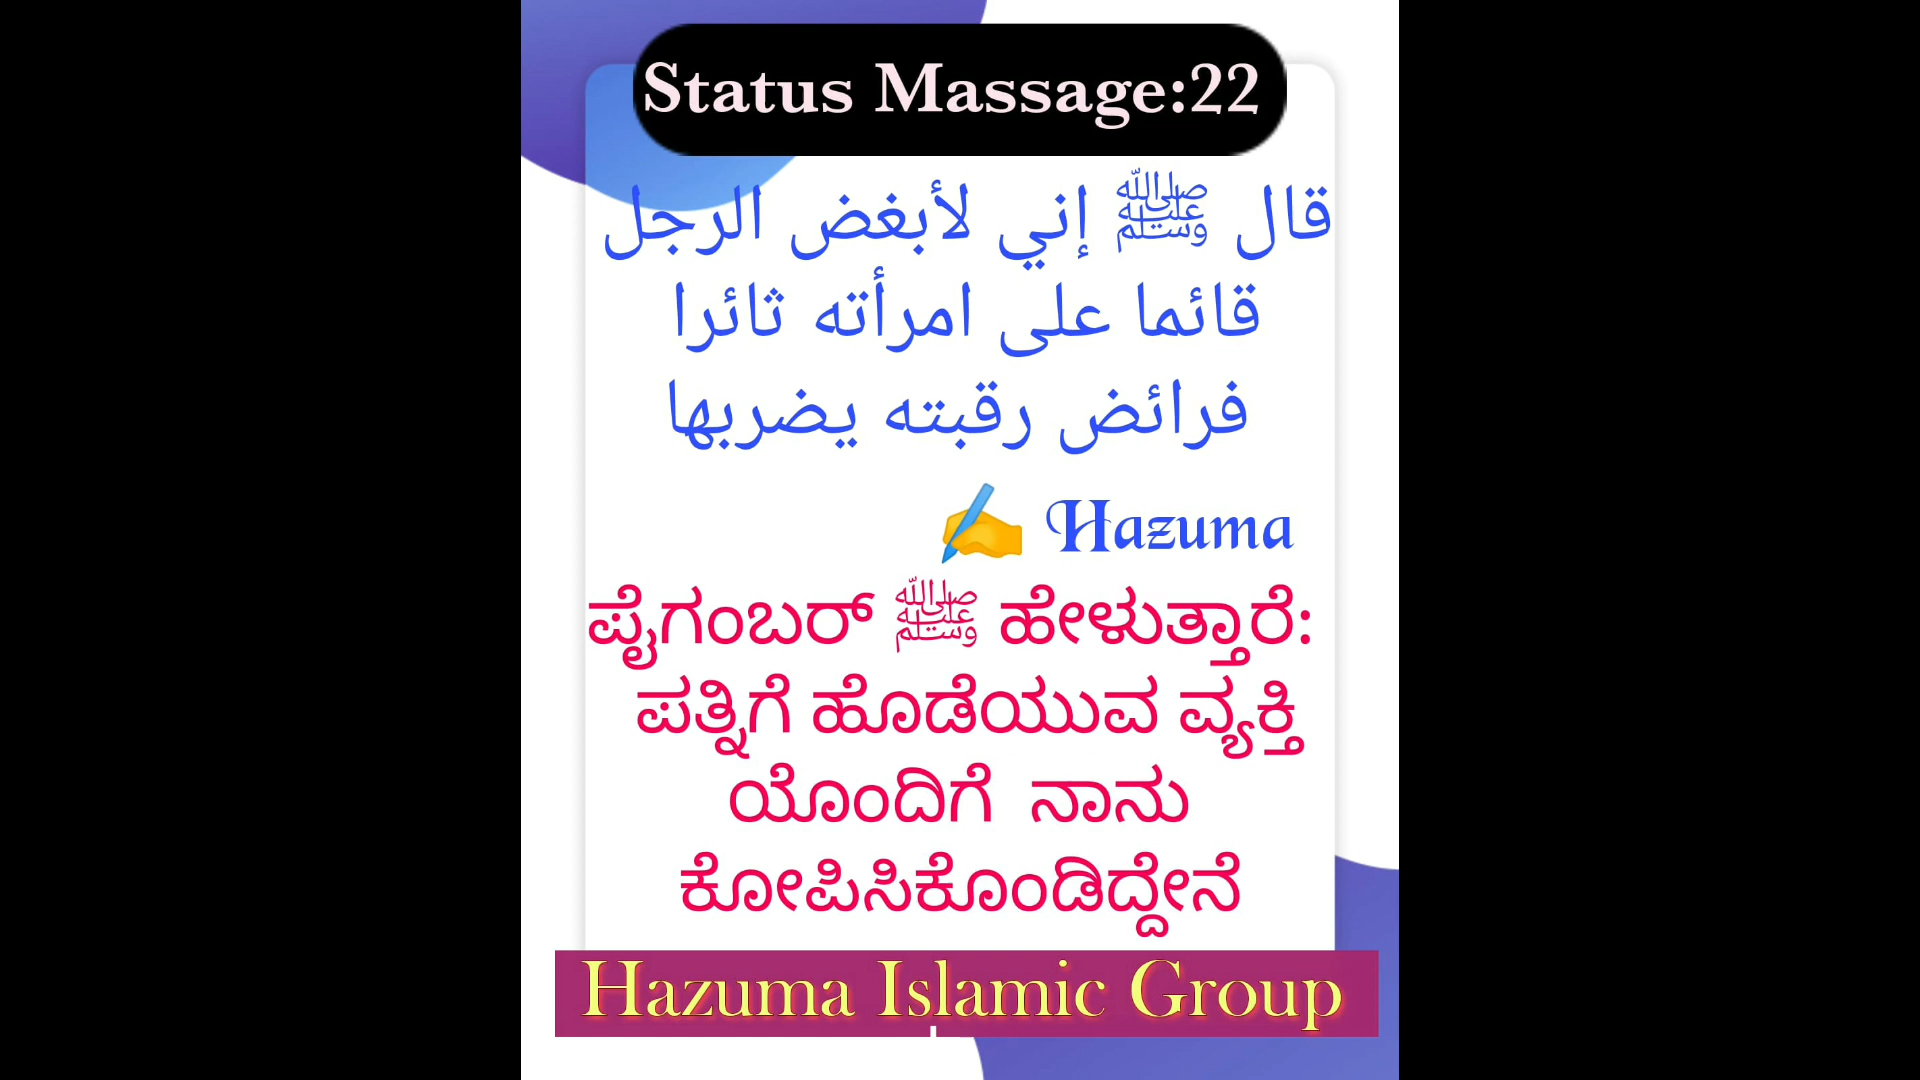 Status Massage:22
قال ﷺ إني لأبغض الرجل
قائما على امرأته ثائرا
فرائض رقبته يضربها
✍️ Hazuma
ಪೈಗಂಬರ್ ﷺ ಹೇಳುತ್ತಾರೆ:
ಪತ್ನಿಗೆ ಹೊಡೆಯುವ ವ್ಯಕ್ತಿ
ಯೊಂದಿಗೆ ನಾನು
ಕೋಪಿಸಿಕೊಂಡಿದ್ದೇನೆ
Hazuma Islamic Group